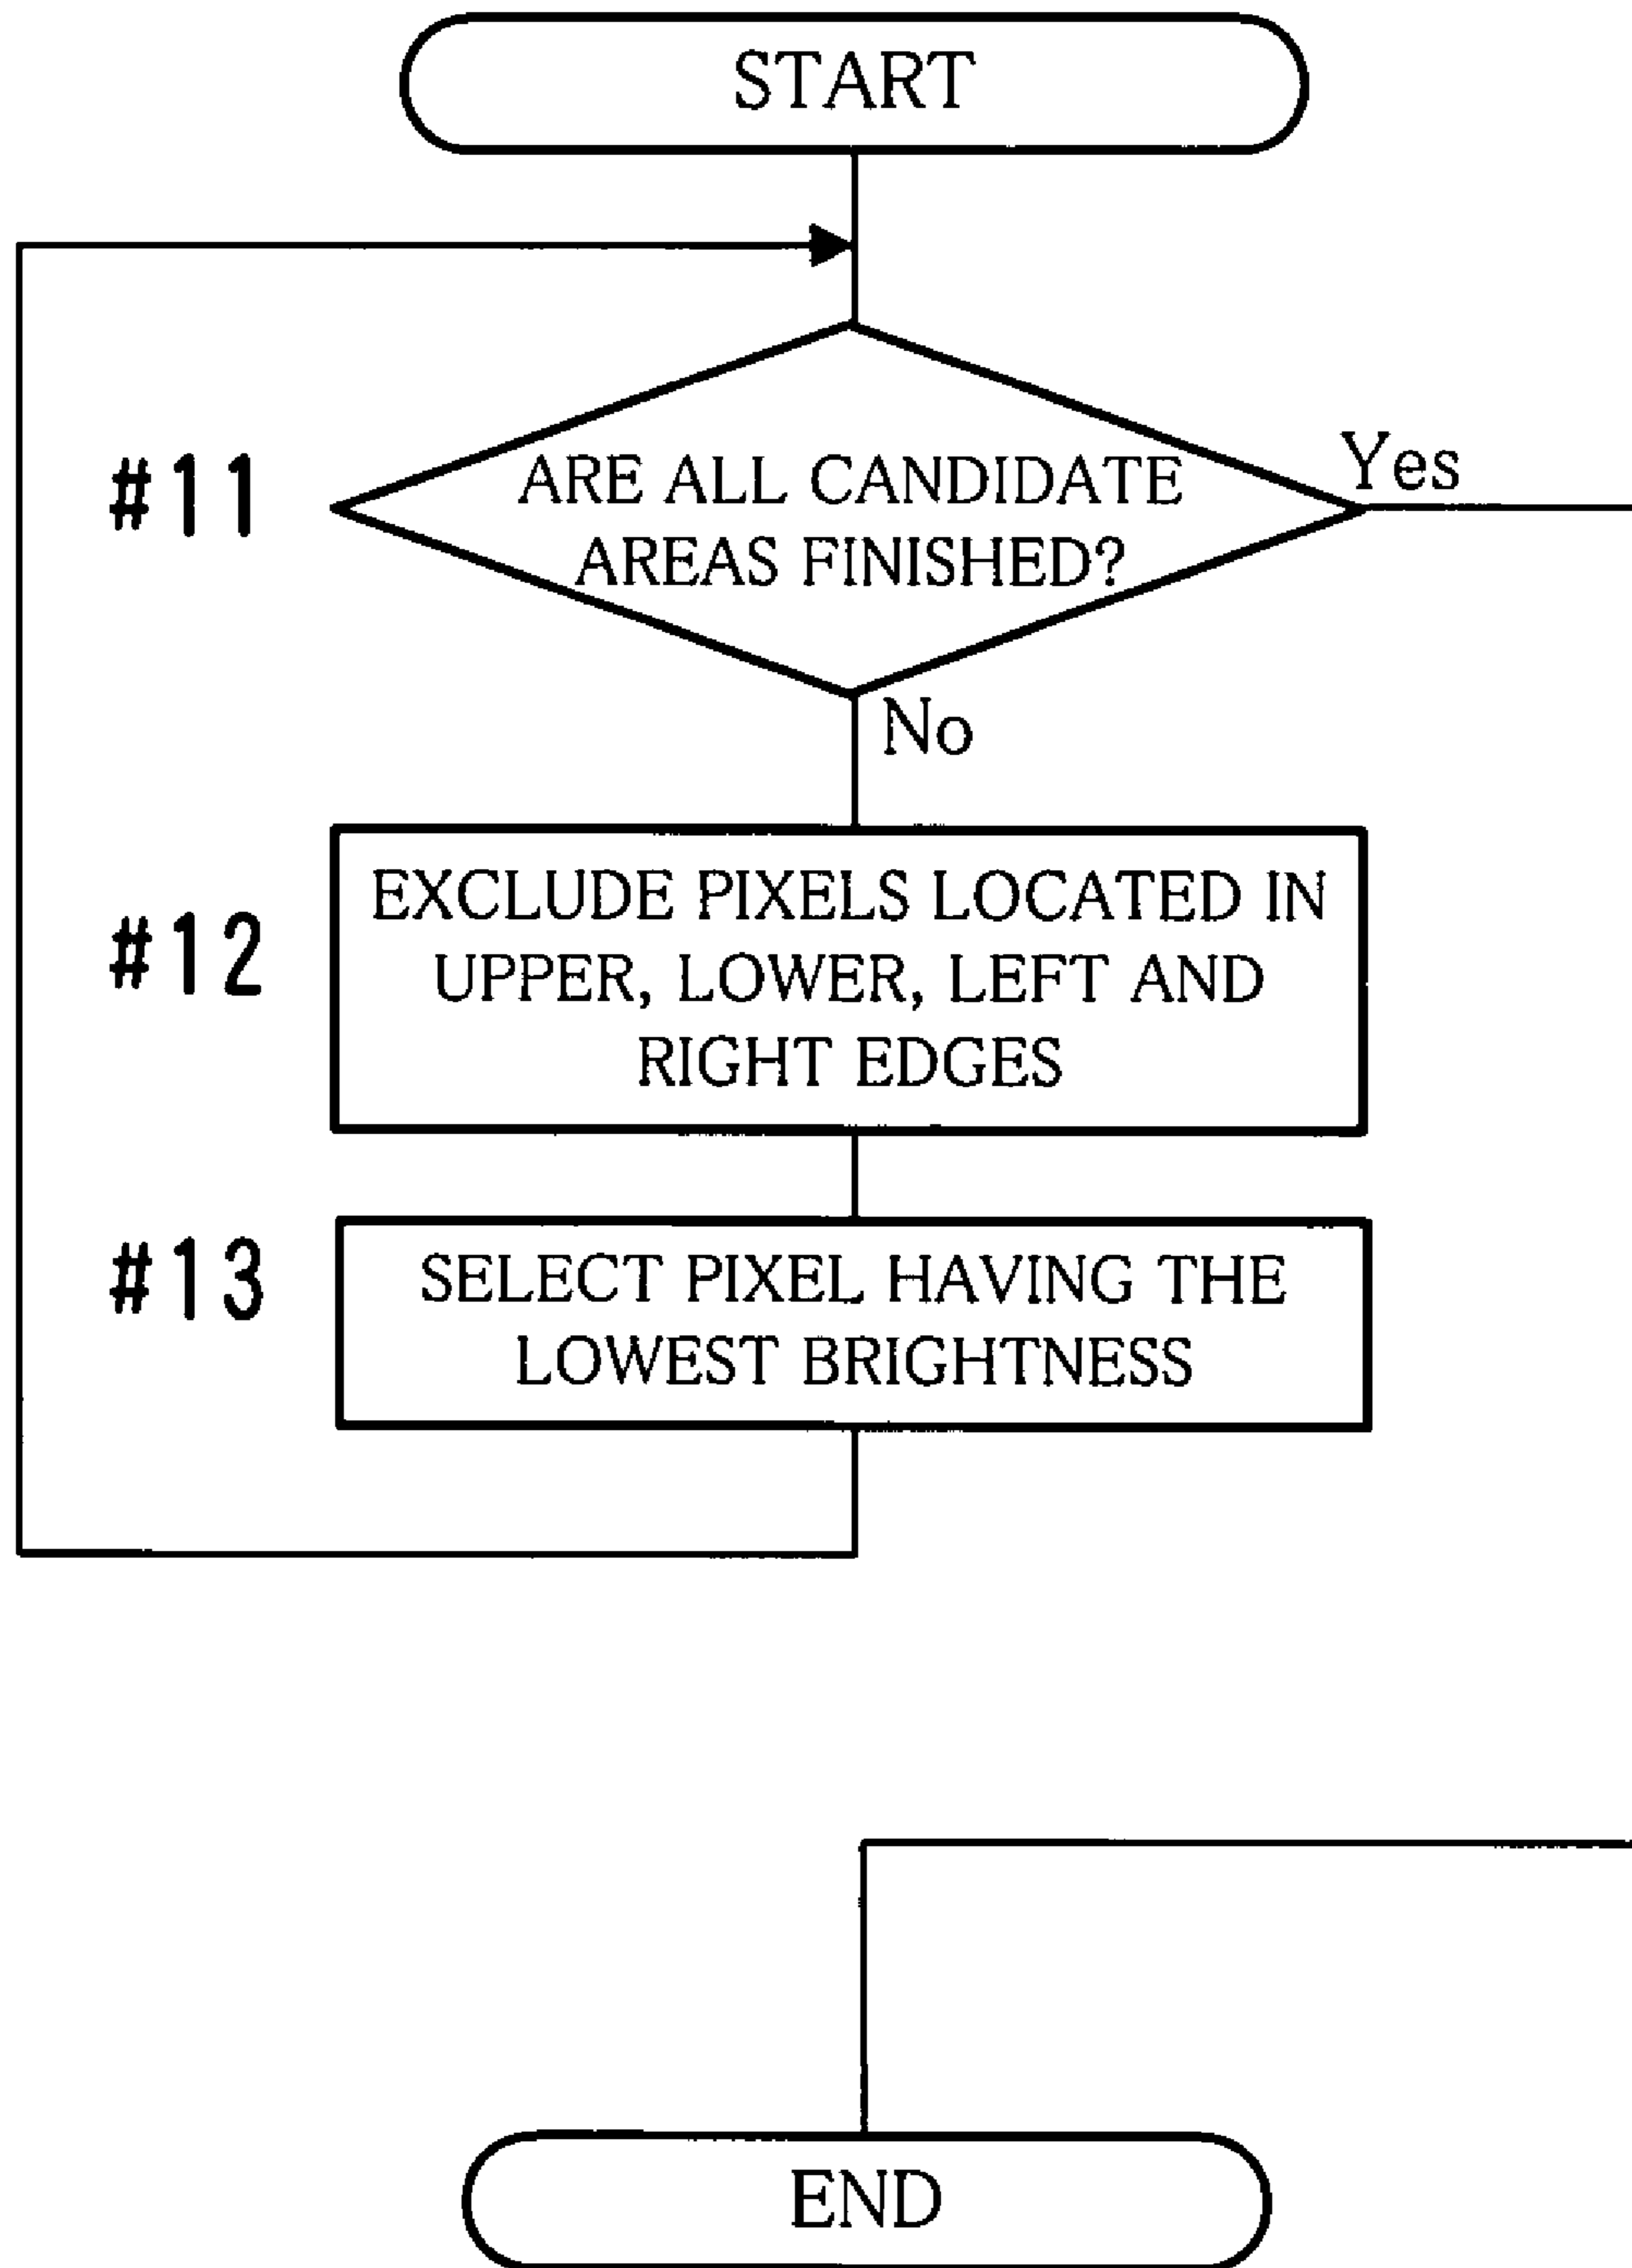 START
#11
ARE ALL CANDIDATE
AREAS FINISHED?
Yes
No
#12
EXCLUDE PIXELS LOCATED IN
UPPER, LOWER, LEFT AND
RIGHT EDGES
#13
SELECT PIXEL HAVING THE
LOWEST BRIGHTNESS
END